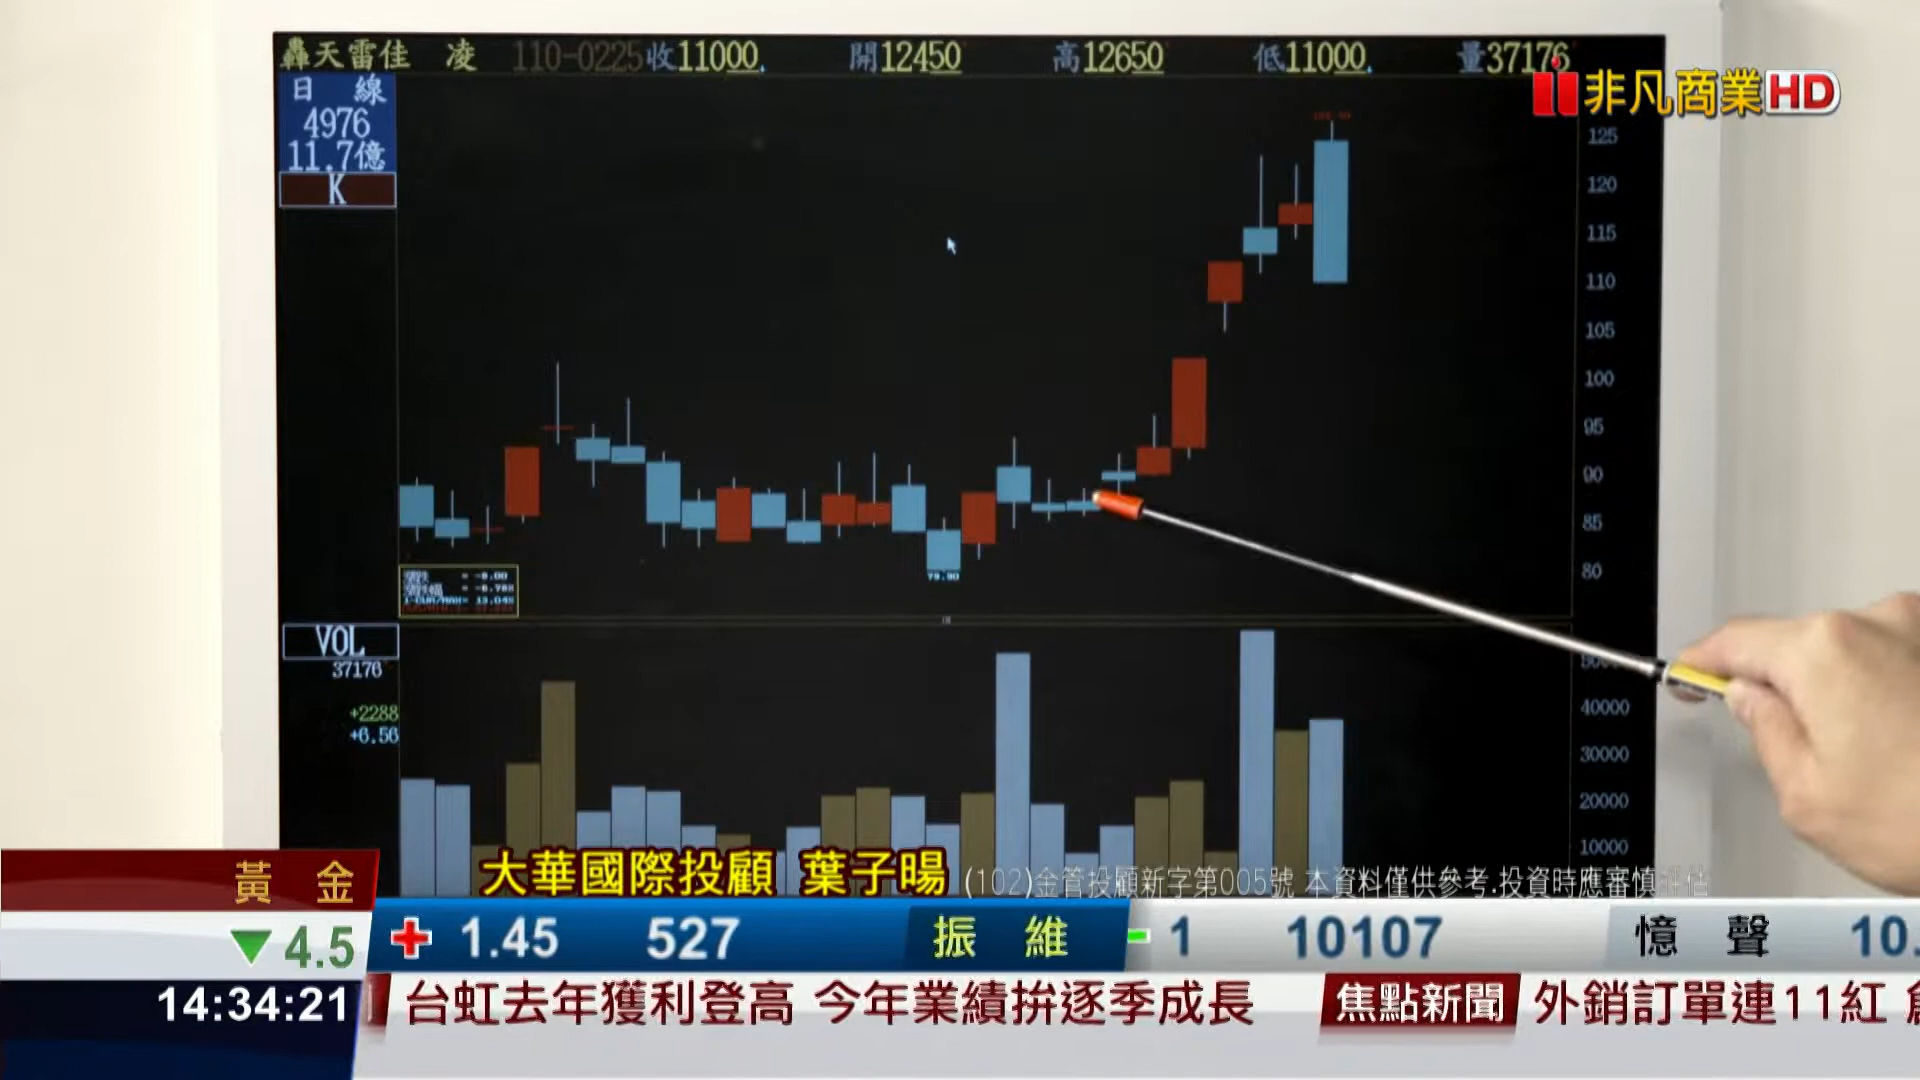 轟天雷佳 凌 110-0225收11000. 開12450 高12650 低11000. 量37176
日 線
4976
11.7億
K
非凡商業HD
125
120
115
110
105
100
95
90
85
80
79.90
VOL
37176
+2288
+6.56
40000
30000
20000
10000
黃 金
大華國際投顧 葉子暘 (102)金管投顧新字第005號 本資料僅供參考.投資時應審慎評估
▼4.5 + 1.45 527 振 維 - 1 10107 憶 聲 10.
14:34:21 台虹去年獲利登高 今年業績拚逐季成長 焦點新聞 外銷訂單連11紅